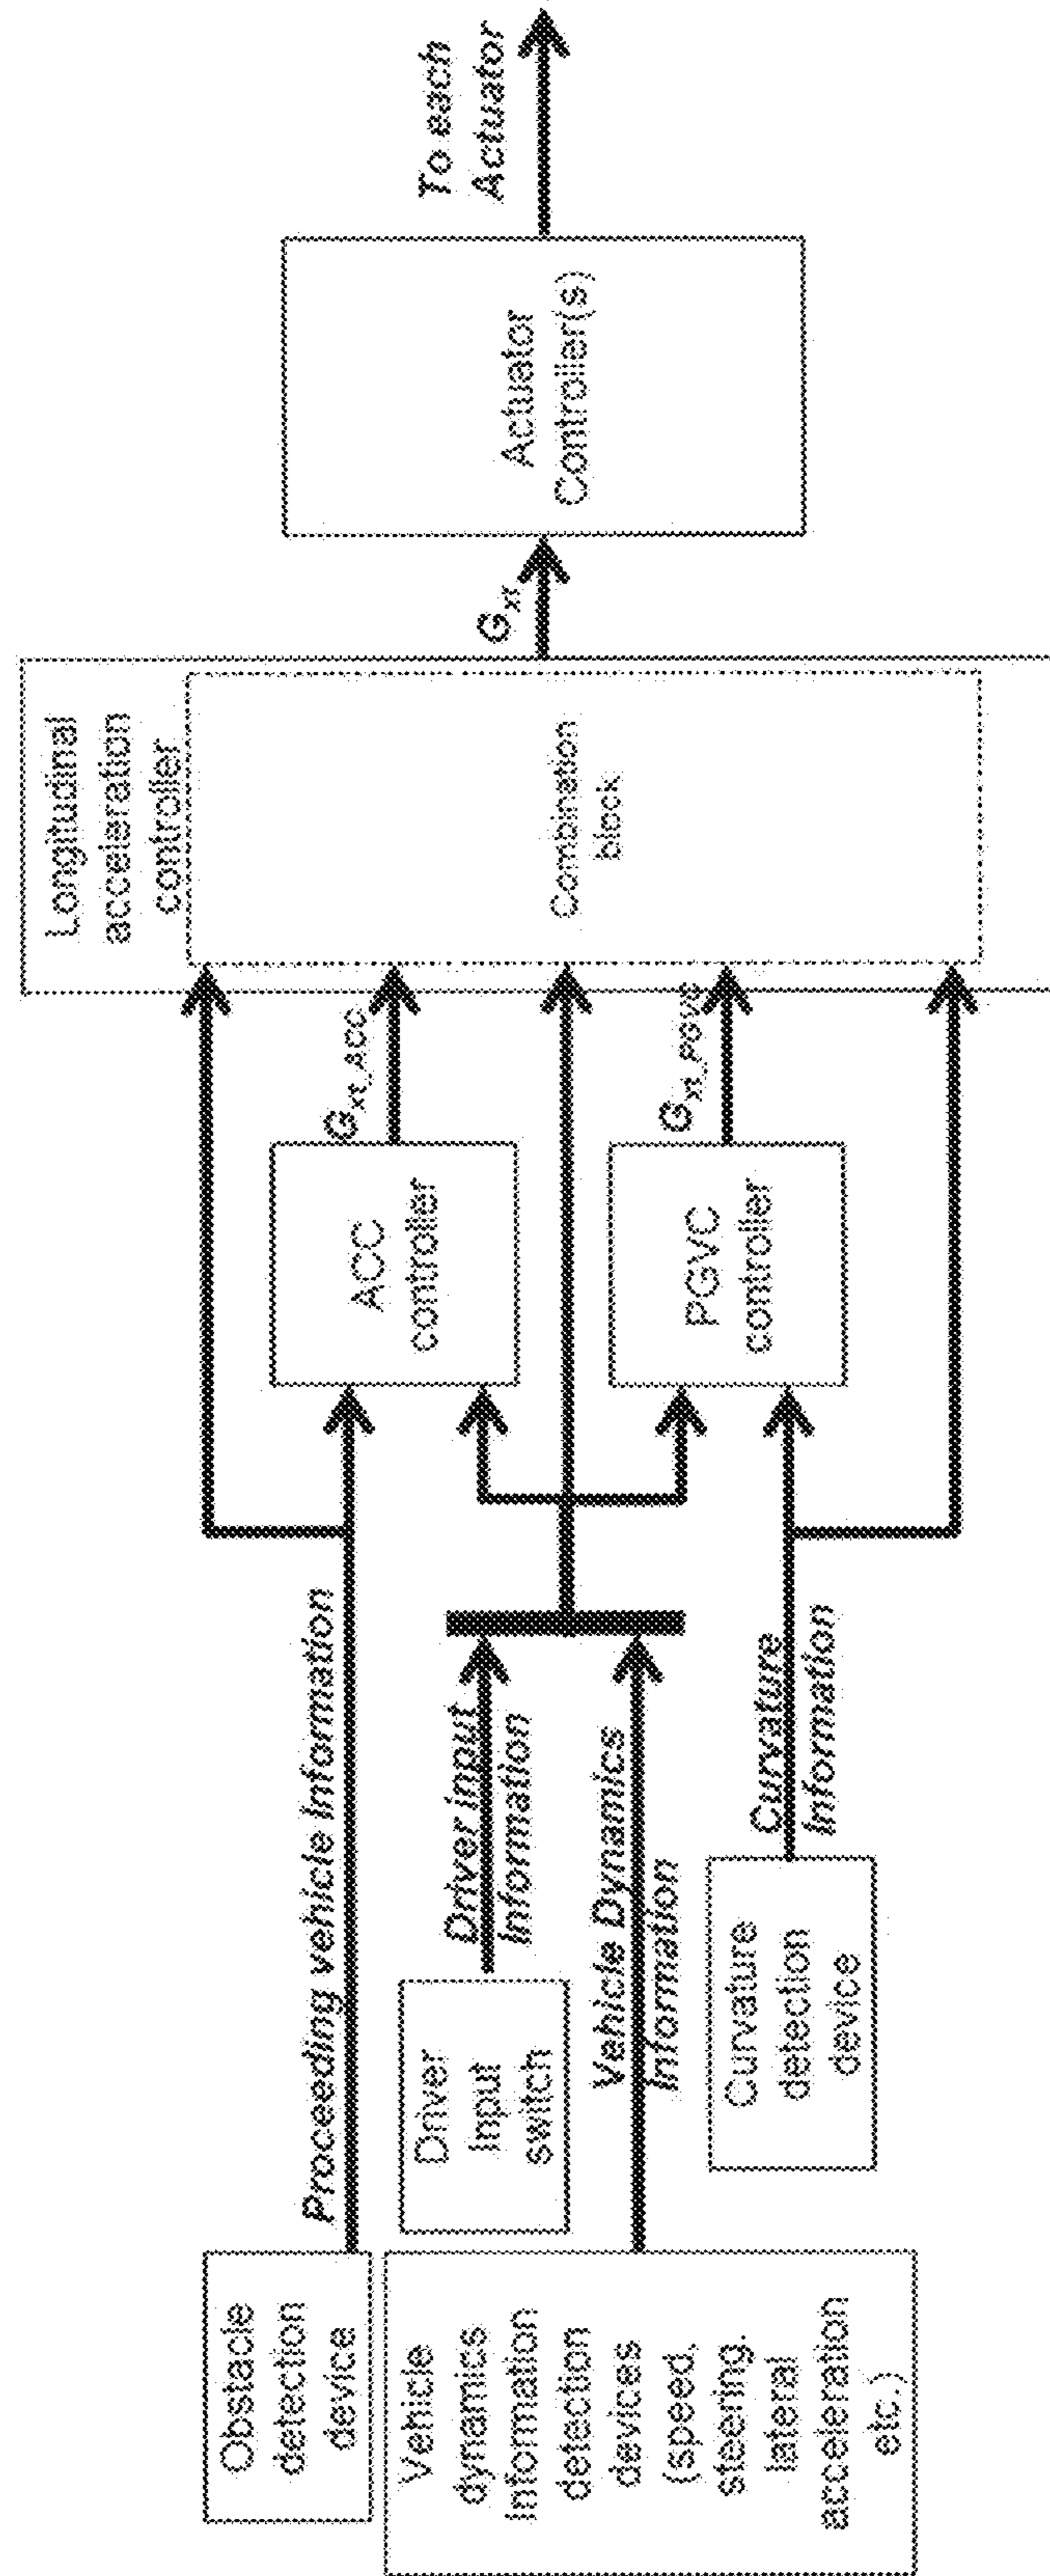 Obstacle
detection
device
Vehicle
dynamics
information
detection
devices
(speed,
steering,
lateral
acceleration
etc.)
Proceeding vehicle Information
Driver
Input
switch
Driver input
Information
Vehicle Dynamics
Information
Curvature
detection
device
Curvature
Information
ACC
controller
PGVC
controller
Gxt_ACC
Gxt_PGVC
Longitudinal
acceleration
controller
Combination
block
Gxt
Actuator
Controller(s)
To each
Actuator